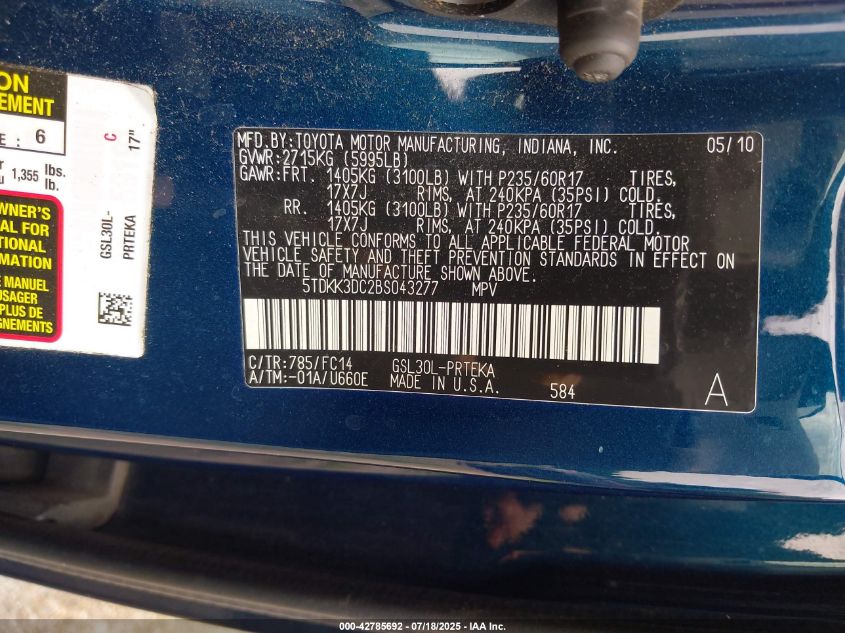 ON
EMENT
E : 6
1,355 lbs.
lb.
WNER'S
AL FOR
TIONAL
RMATION
E MANUEL
USAGER
PLUS DE
IGNEMENTS
C
17"
GSL30L-
PRTEKA
MFD.BY:TOYOTA MOTOR MANUFACTURING, INDIANA, INC. 05/10
GVWR:2715KG (5995LB)
GAWR:FRT. 1405KG (3100LB) WITH P235/60R17 TIRES,
17X7J RIMS, AT 240KPA (35PSI) COLD.
RR. 1405KG (3100LB) WITH P235/60R17 TIRES,
17X7J RIMS, AT 240KPA (35PSI) COLD.
THIS VEHICLE CONFORMS TO ALL APPLICABLE FEDERAL MOTOR
VEHICLE SAFETY AND THEFT PREVENTION STANDARDS IN EFFECT ON
THE DATE OF MANUFACTURE SHOWN ABOVE.
5TDKK3DC2BS043277 MPV
C/TR:785/FC14 GSL30L-PRTEKA
A/TM:-01A/U660E MADE IN U.S.A. 584 A
000-42785692 - 07/18/2025 - IAA Inc.